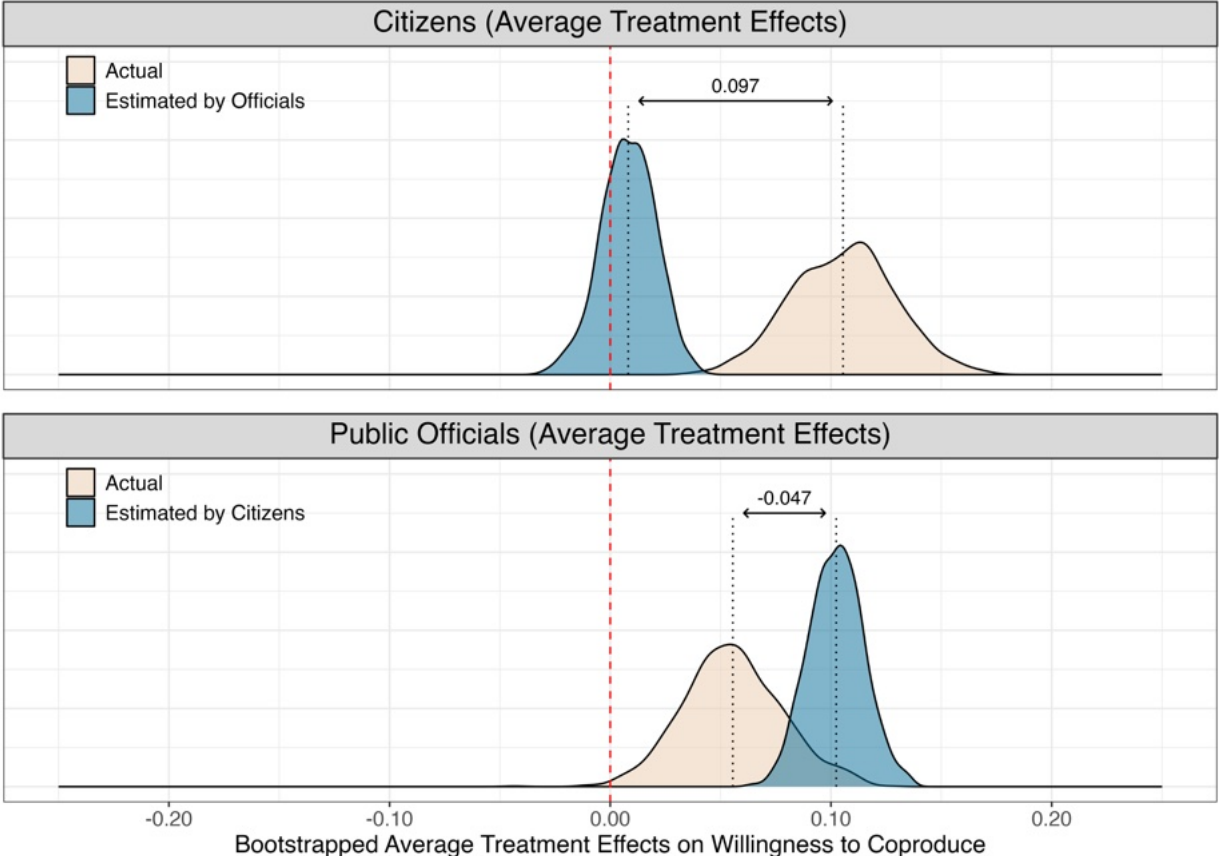 Citizens (Average Treatment Effects)
Actual
Estimated by Officials
0.097
Public Officials (Average Treatment Effects)
Actual
Estimated by Citizens
-0.047
-0.20 -0.10 0.00 0.10 0.20
Bootstrapped Average Treatment Effects on Willingness to Coproduce